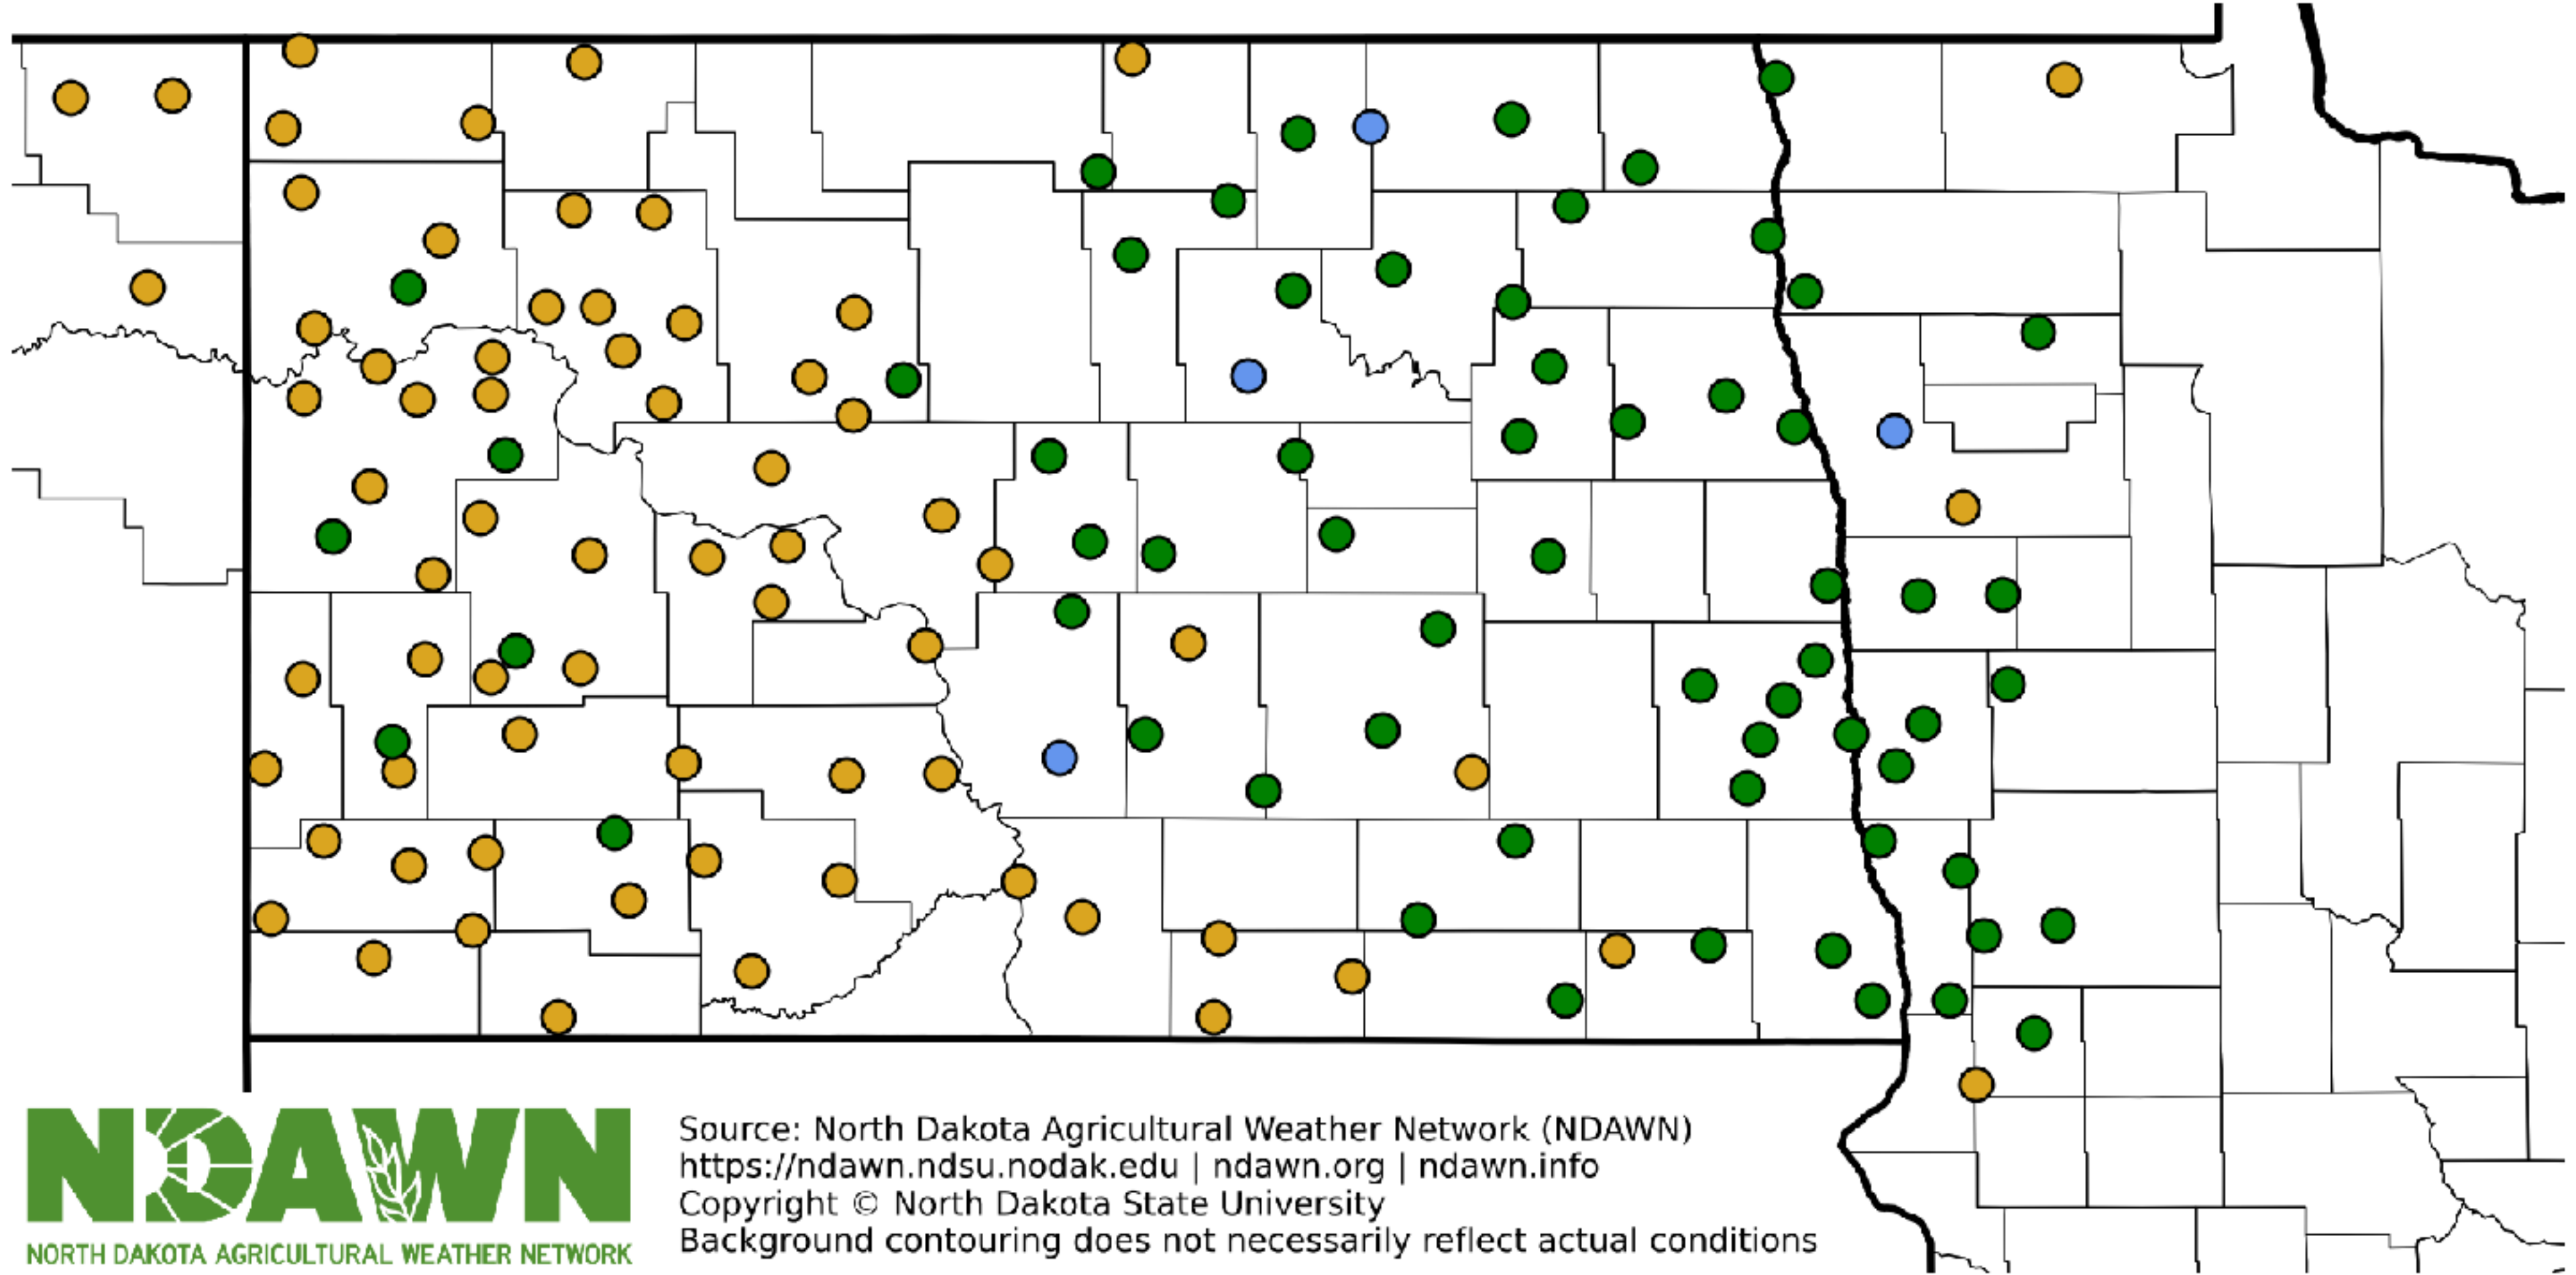 NDAWN
NORTH DAKOTA AGRICULTURAL WEATHER NETWORK
Source: North Dakota Agricultural Weather Network (NDAWN)
https://ndawn.ndsu.nodak.edu | ndawn.org | ndawn.info
Copyright © North Dakota State University
Background contouring does not necessarily reflect actual conditions